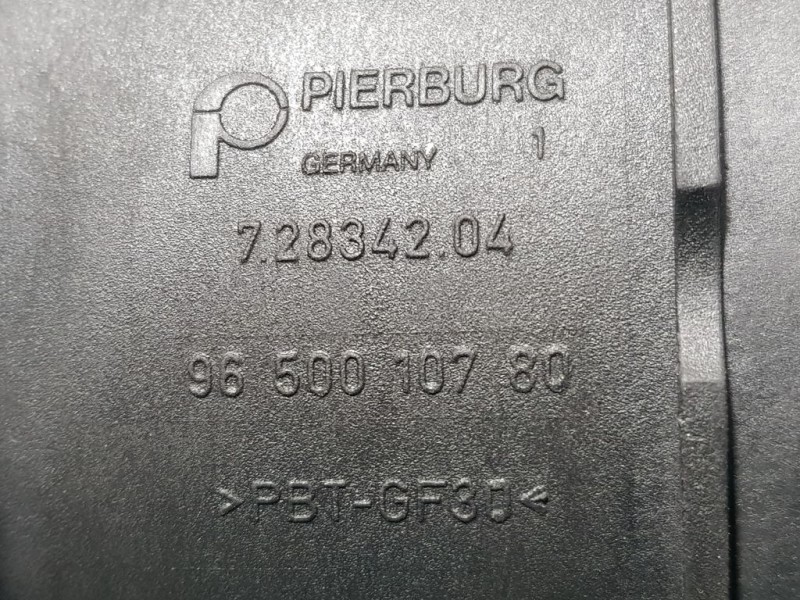 PIERBURG
GERMANY 1
7.28342.04
96 500 107 80
>PBT-GF30<